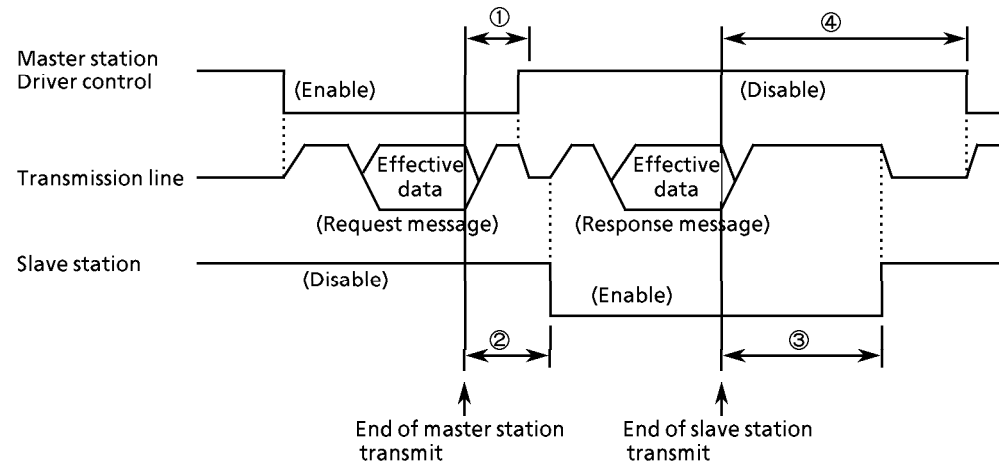 ① ④
Master station
Driver control
(Enable) (Disable)
Transmission line
Effective
data
Effective
data
(Request message) (Response message)
Slave station
(Disable)
(Enable)
② ③
End of master station
transmit
End of slave station
transmit